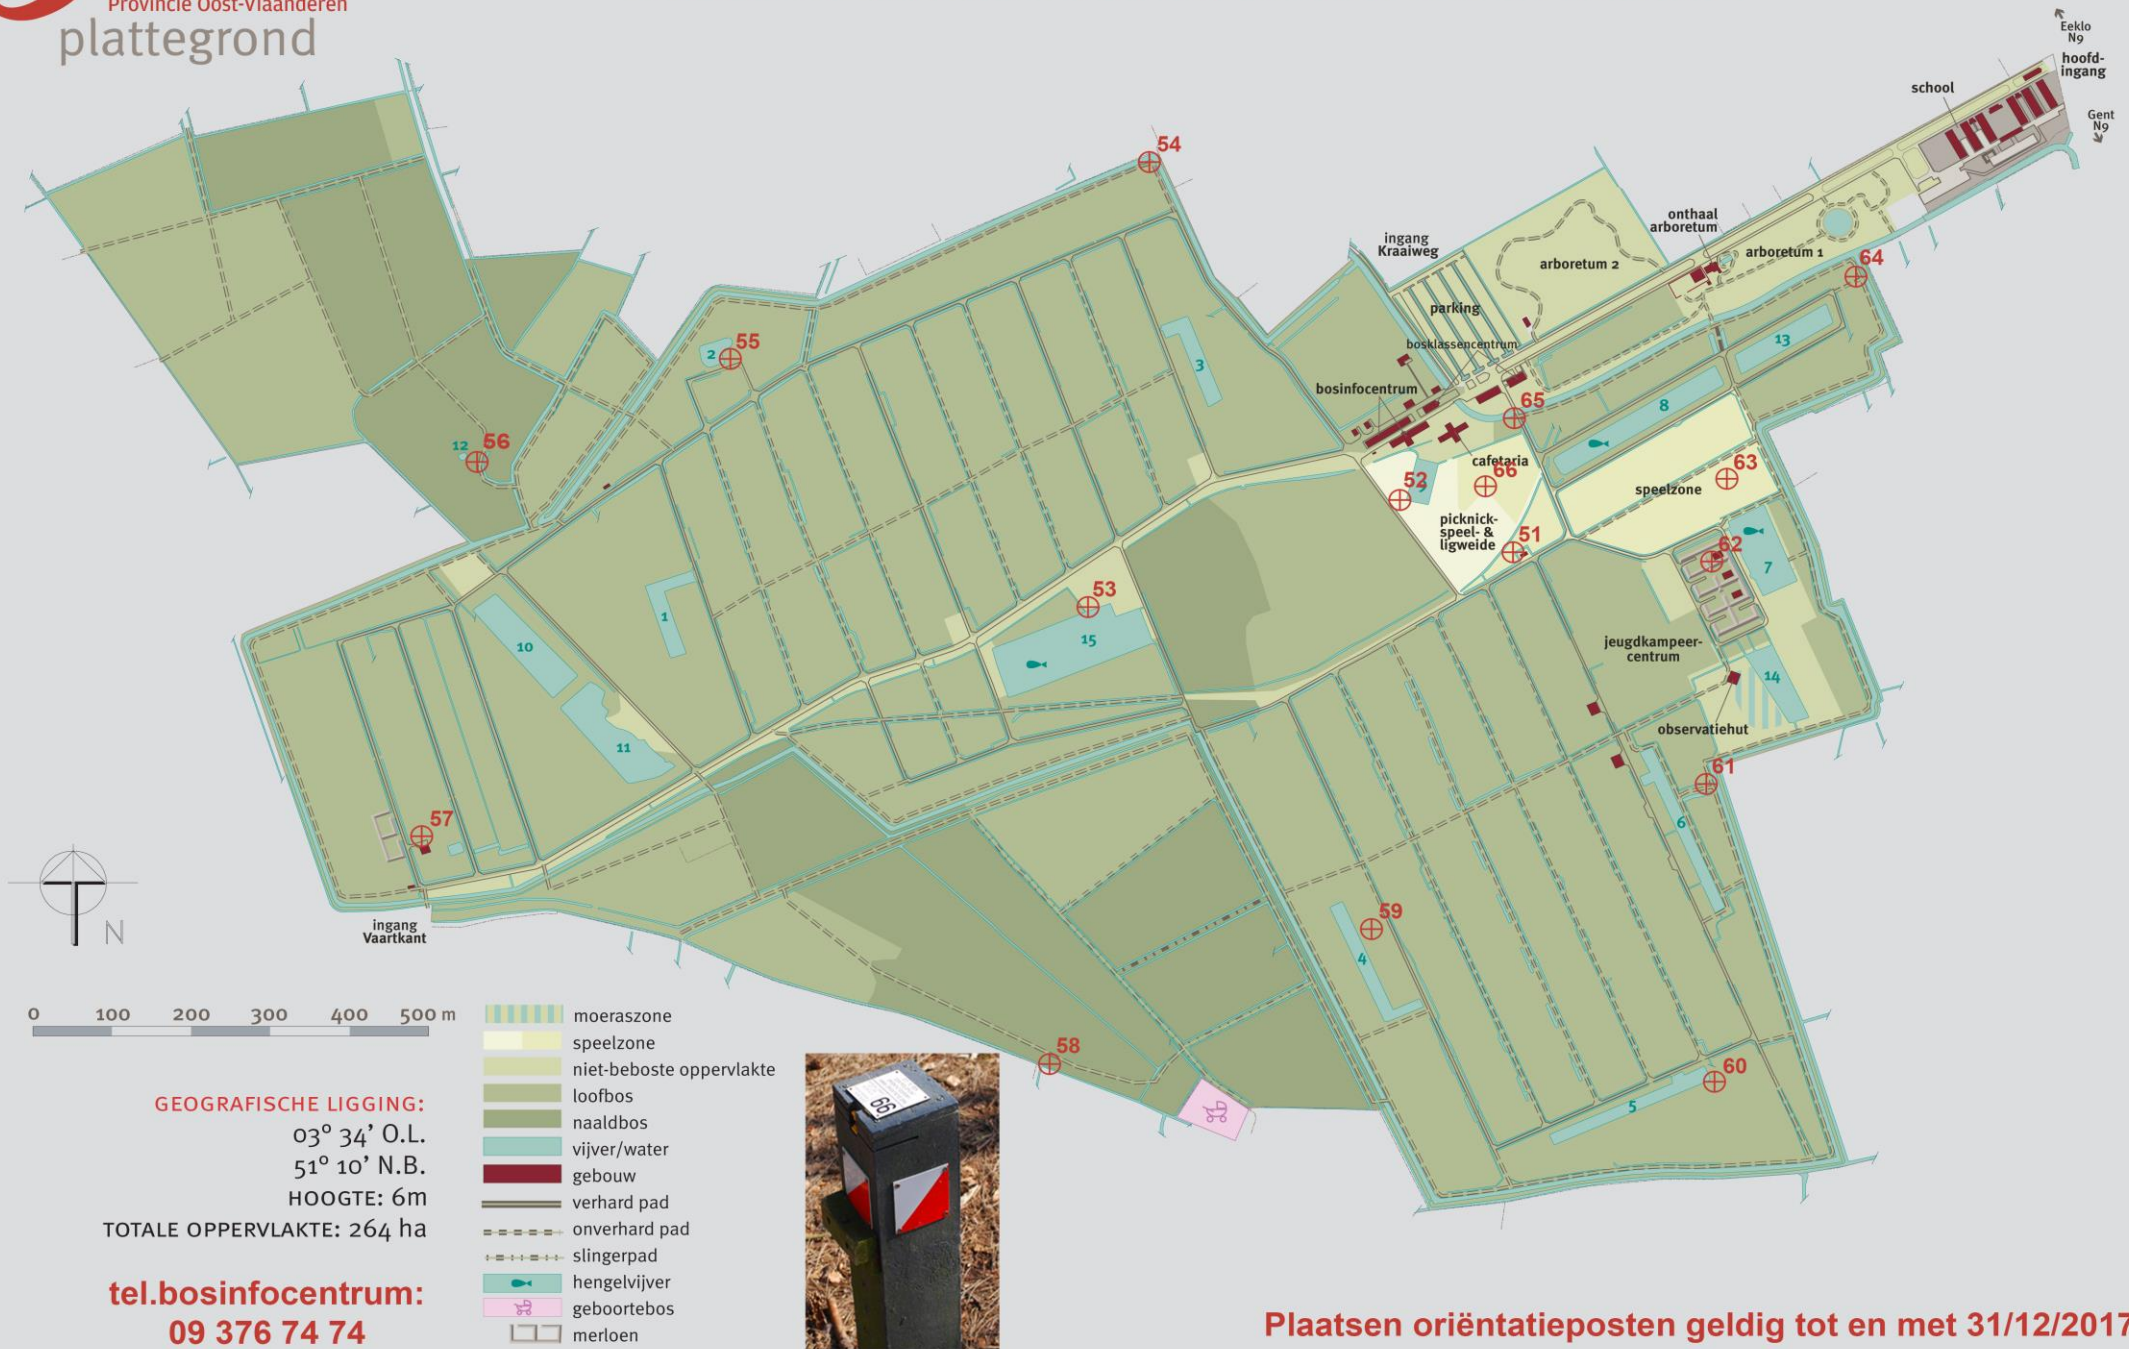 Provincie Oost-Vlaanderen
plattegrond
Eeklo
N9
hoofd-
ingang
school
Gent
N9
54
onthaal
arboretum
ingang
Kraaiweg
arboretum 2
arboretum 1
64
parking
55
2
3
bosklassencentrum
13
bosinfocentrum
8
65
12
56
cafetaria
66
52
9
63
speelzone
picknick-
speel- &
ligweide
51
62
7
53
1
15
10
jeugdkampeer-
centrum
14
observatiehut
11
61
57
6
ingang
Vaartkant
N
59
4
58
60
5
0 100 200 300 400 500 m
GEOGRAFISCHE LIGGING:
03° 34' O.L.
51° 10' N.B.
HOOGTE: 6m
TOTALE OPPERVLAKTE: 264 ha
tel.bosinfocentrum:
09 376 74 74
moeraszone
speelzone
niet-beboste oppervlakte
loofbos
naaldbos
vijver/water
gebouw
verhard pad
onverhard pad
slingerpad
hengelvijver
geboortebos
merloen
66
Plaatsen oriëntatieposten geldig tot en met 31/12/2017